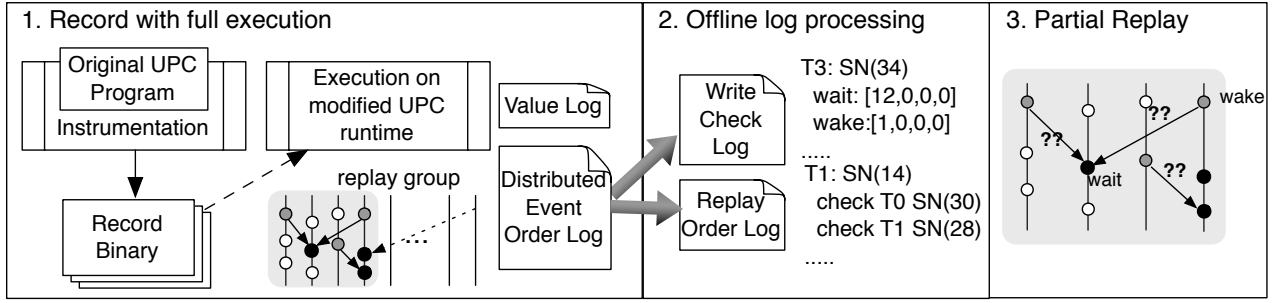 1. Record with full execution
Original UPC
Program
Instrumentation
Record
Binary
Execution on
modified UPC
runtime
replay group
...
Value Log
Distributed
Event
Order Log
2. Offline log processing
Write
Check
Log
Replay
Order Log
T3: SN(34)
wait: [12,0,0,0]
wake:[1,0,0,0]
.....
T1: SN(14)
check T0 SN(30)
check T1 SN(28)
.....
3. Partial Replay
wake
??
??
wait
??